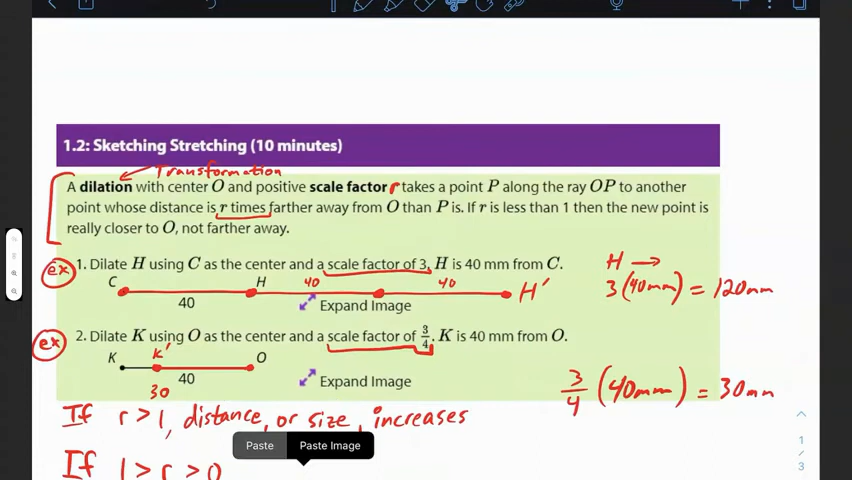 1.2: Sketching Stretching (10 minutes)
Transformation
A dilation with center O and positive scale factor r takes a point P along the ray OP to another
point whose distance is r times farther away from O than P is. If r is less than 1 then the new point is
really closer to O, not farther away.
ex 1. Dilate H using C as the center and a scale factor of 3. H is 40 mm from C.
H →
C H 40 40 H'
3(40mm) = 120mm
40 Expand Image
ex 2. Dilate K using O as the center and a scale factor of 3/4. K is 40 mm from O.
K K' O
40 Expand Image
30
3/4 (40mm) = 30mm
If r > 1, distance, or size, increases
Paste Paste Image
If 1 > r > 0
1
/
3